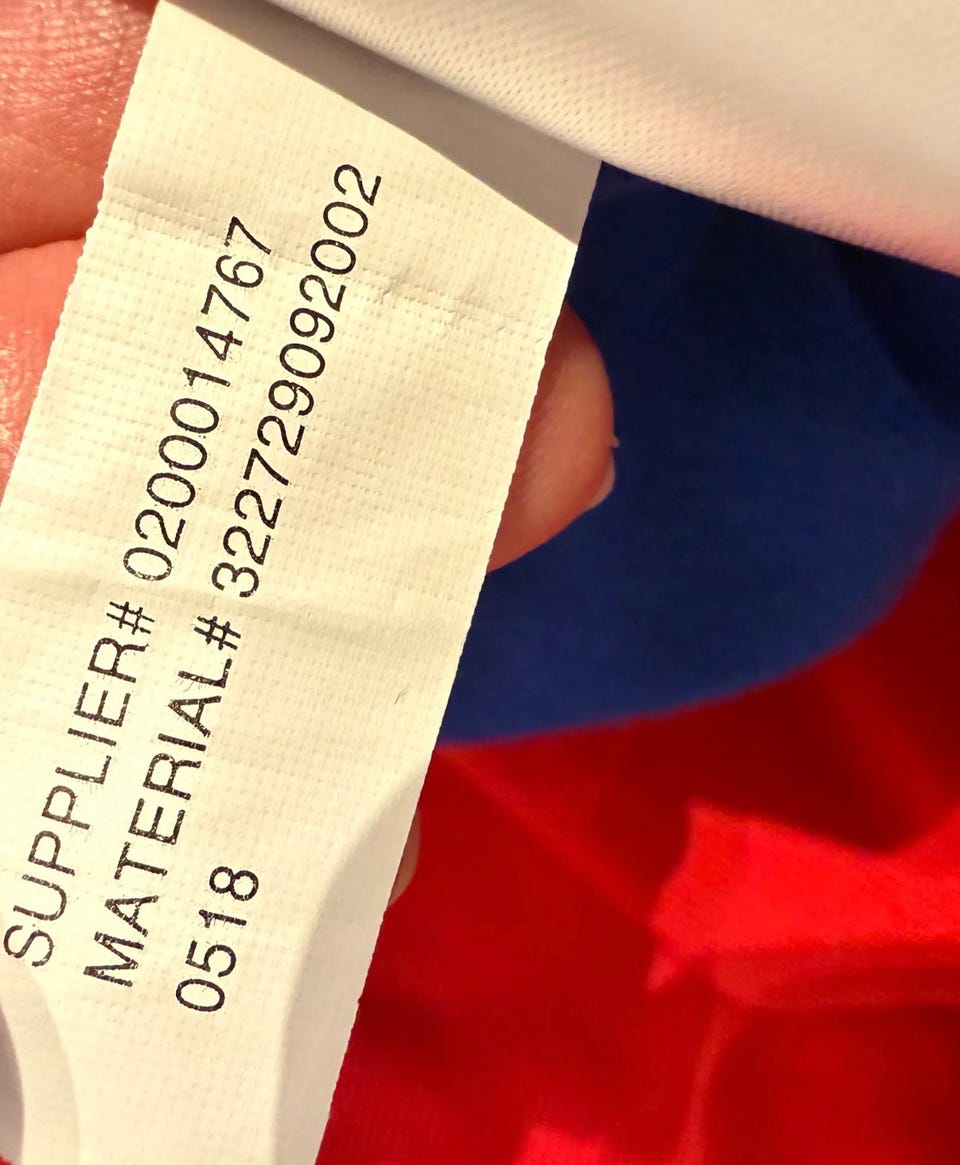 SUPPLIER# 0200014767
MATERIAL# 322729092002
0518